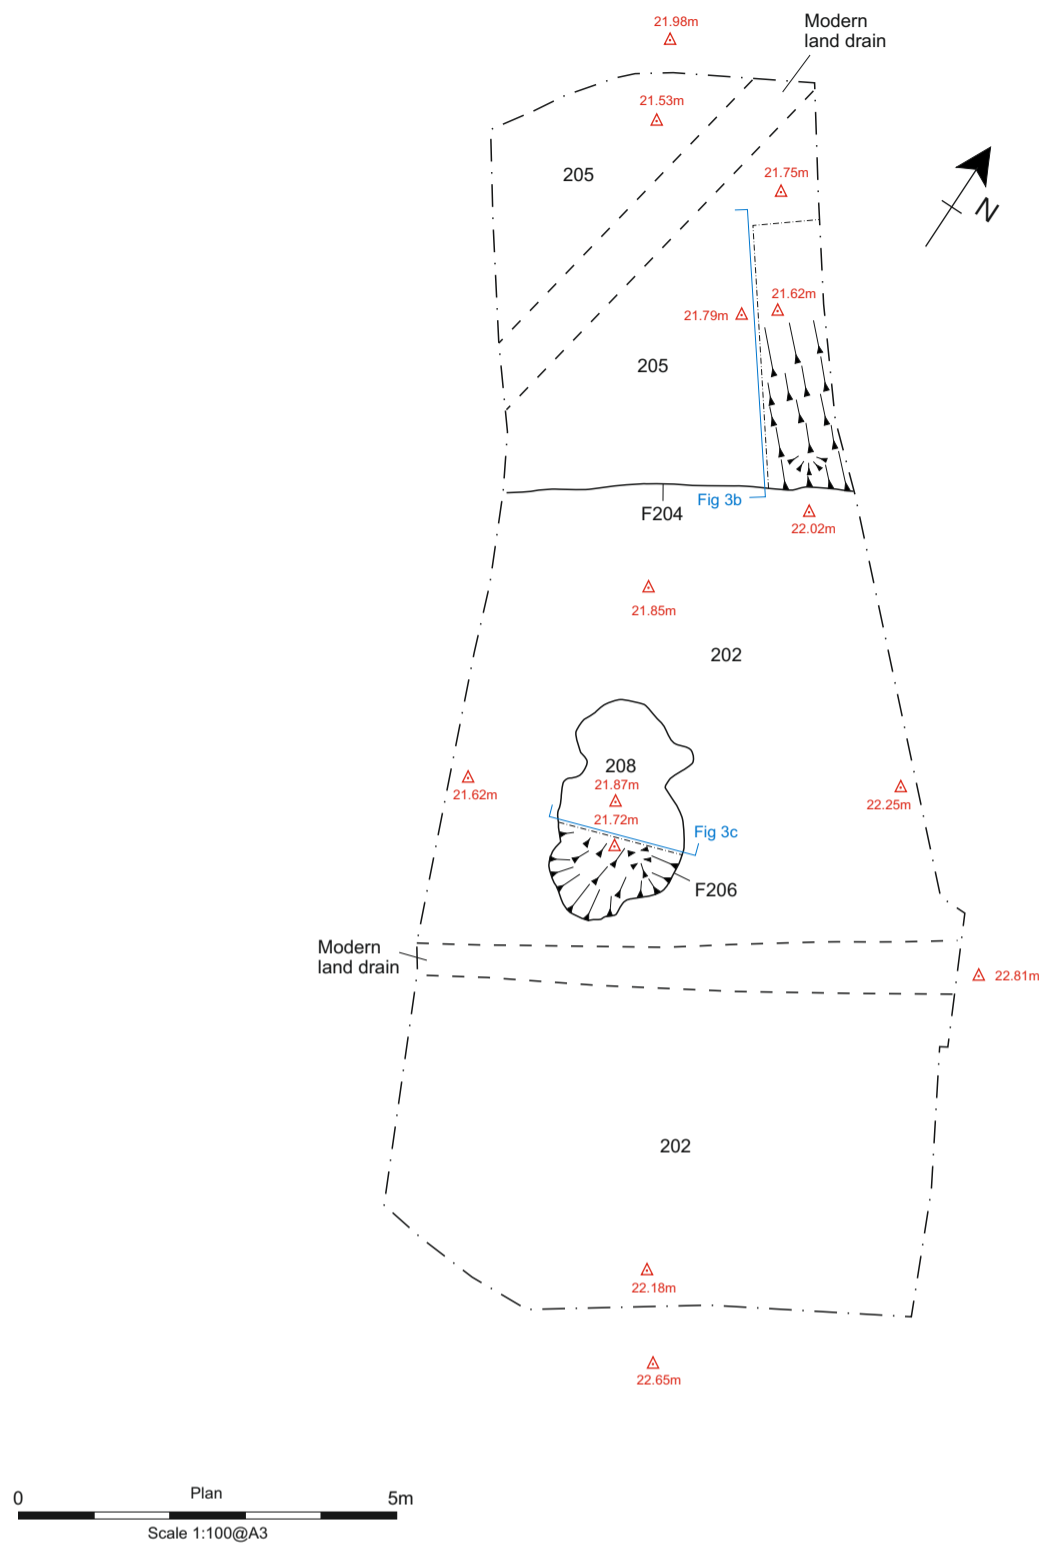 21.98m
Modern
land drain
21.53m
205
21.75m
N
21.62m
21.79m
205
Fig 3b
F204
22.02m
21.85m
202
208
21.87m
21.62m
21.72m
22.25m
Fig 3c
F206
Modern
land drain
22.81m
202
22.18m
22.65m
0
Plan
5m
Scale 1:100@A3